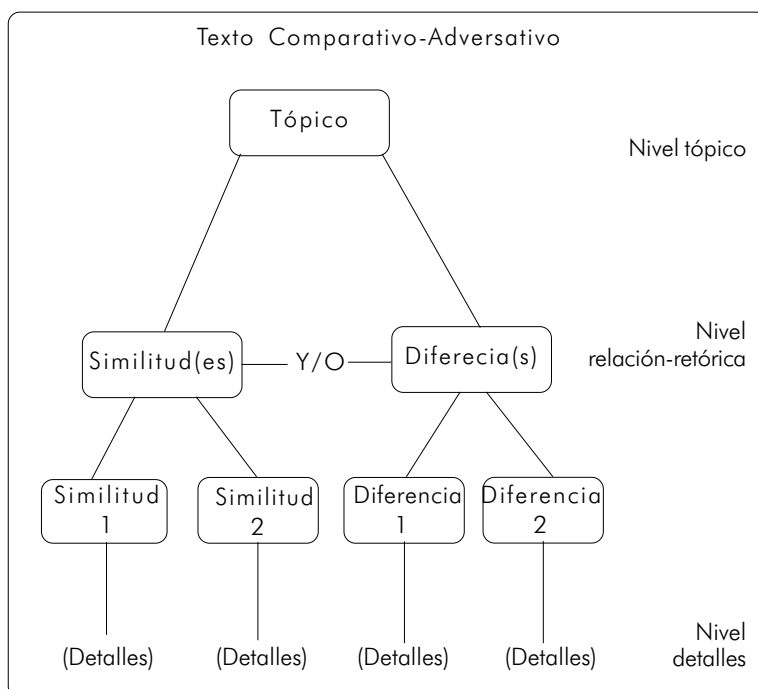 Texto Comparativo-Adversativo
Tópico
Nivel tópico
Similitud(es)
Y/O
Diferecia(s)
Nivel
relación-retórica
Similitud
1
Similitud
2
Diferencia
1
Diferencia
2
(Detalles)
(Detalles)
(Detalles)
(Detalles)
Nivel
detalles